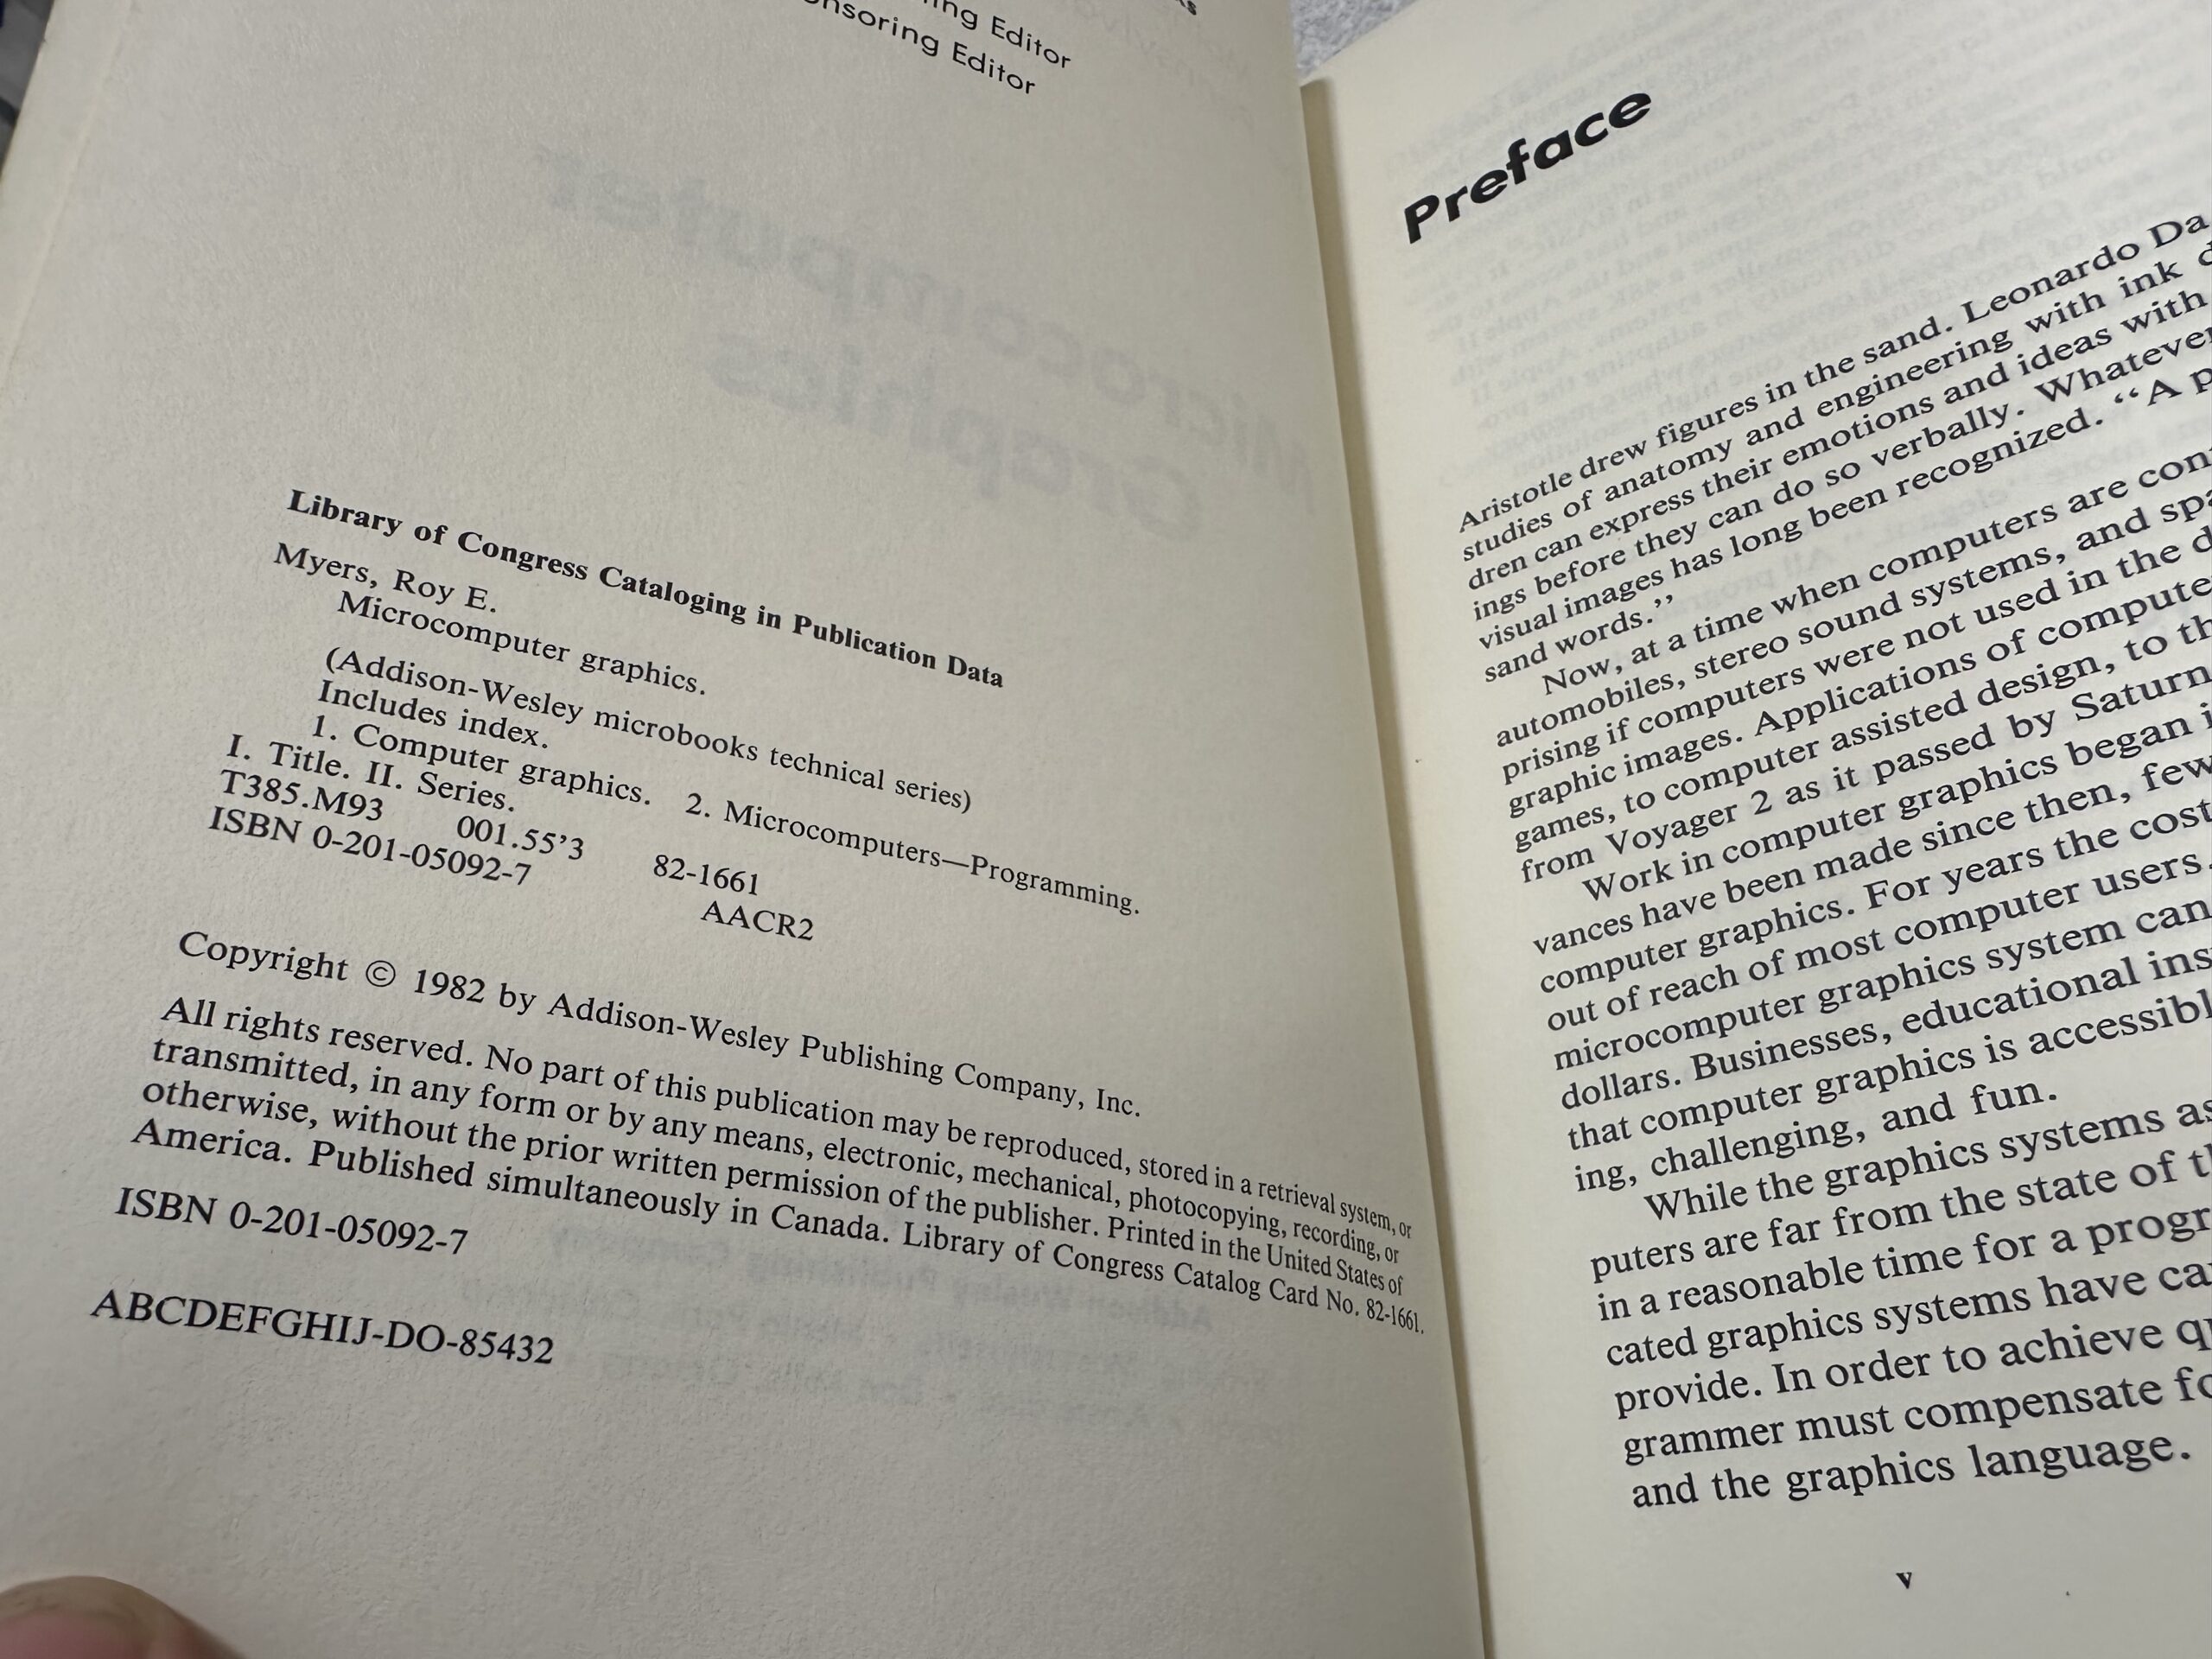 Editor
Editor
Library of Congress Cataloging in Publication Data
Myers, Roy E.
Microcomputer graphics.
(Addison-Wesley microbooks technical series)
Includes index.
1. Computer graphics. 2. Microcomputers—Programming.
I. Title. II. Series.
T385.M93 001.55'3 82-1661
ISBN 0-201-05092-7 AACR2
Copyright © 1982 by Addison-Wesley Publishing Company, Inc.
All rights reserved. No part of this publication may be reproduced, stored in a retrieval system, or
transmitted, in any form or by any means, electronic, mechanical, photocopying, recording, or
otherwise, without the prior written permission of the publisher. Printed in the United States of
America. Published simultaneously in Canada. Library of Congress Catalog Card No. 82-1661.
ISBN 0-201-05092-7
ABCDEFGHIJ-DO-85432
Preface
Aristotle drew figures in the sand. Leonardo Da
studies of anatomy and engineering with ink
dren can express their emotions and ideas with
ings before they can do so verbally. Whatever
visual images has long been recognized. “A
sand words.”
Now, at a time when computers are
automobiles, stereo sound systems, and
prising if computers were not used in the
graphic images. Applications of
games, to computer assisted design, to
from Voyager 2 as it passed by Saturn
Work in computer graphics began
vances have been made since then, few
computer graphics. For years the cost
out of reach of most computer users.
microcomputer graphics system can
dollars. Businesses, educational
that computer graphics is
ing, challenging, and fun.
While the graphics systems
puters are far from the state of
in a reasonable time for a
cated graphics systems have
provide. In order to achieve
grammer must compensate
and the graphics language.
v